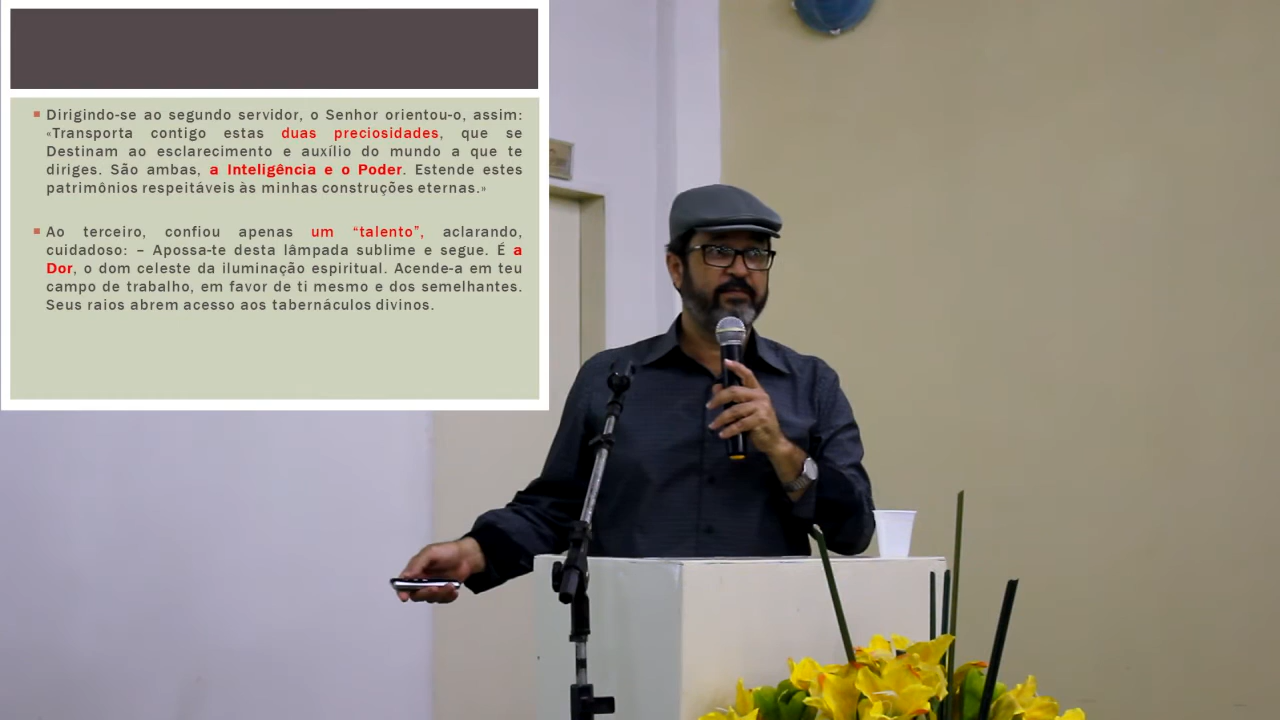 Dirigindo-se ao segundo servidor, o Senhor orientou-o, assim:
«Transporta contigo estas duas preciosidades, que se
Destinam ao esclarecimento e auxílio do mundo a que te
diriges. São ambas, a Inteligência e o Poder. Estende estes
patrimônios respeitáveis às minhas construções eternas.»
Ao terceiro, confiou apenas um “talento”, aclarando,
cuidadoso: – Apossa-te desta lâmpada sublime e segue. É a
Dor, o dom celeste da iluminação espiritual. Acende-a em teu
campo de trabalho, em favor de ti mesmo e dos semelhantes.
Seus raios abrem acesso aos tabernáculos divinos.